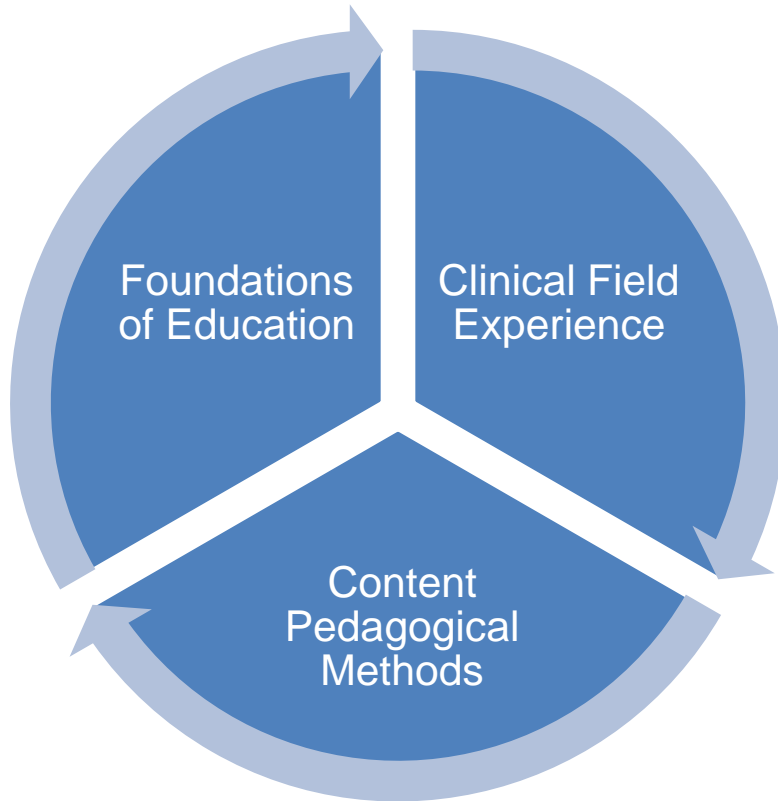 Foundations
of Education
Clinical Field
Experience
Content
Pedagogical
Methods